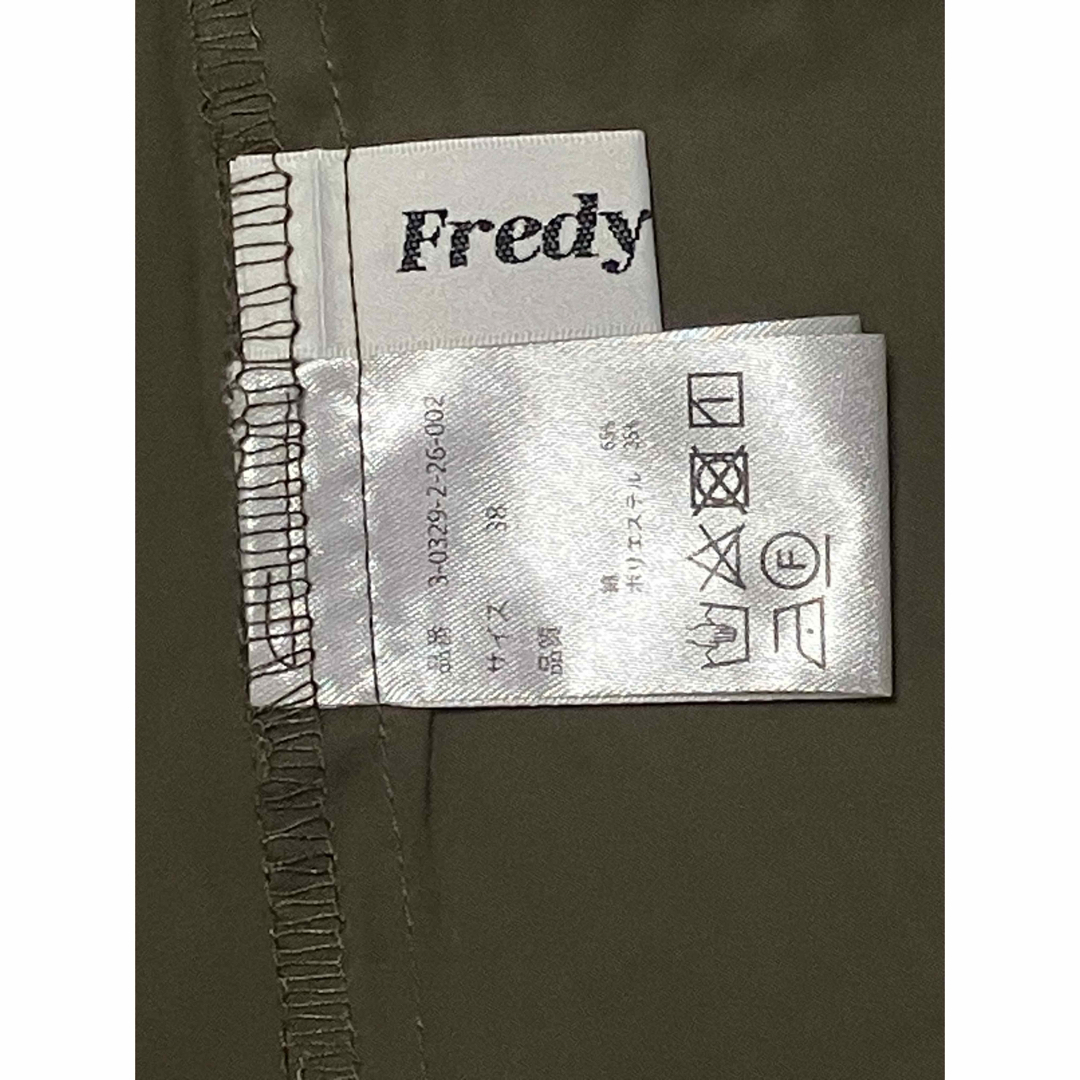 Fredy
品番 3-0329-2-26-002
サイズ 38
品質
綿 65%
ポリエステル 35%
F